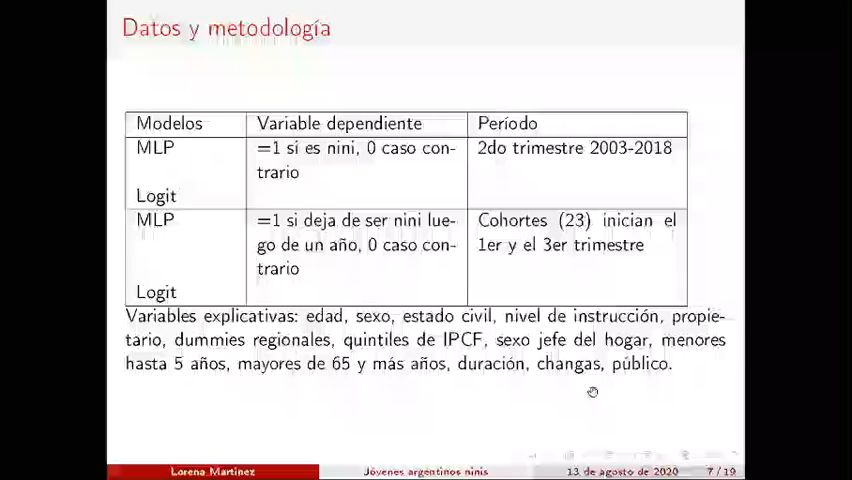 Datos y metodología
Modelos Variable dependiente Período
MLP =1 si es nini, 0 caso con- 2do trimestre 2003-2018
trario
Logit
MLP =1 si deja de ser nini lue- Cohortes (23) inician el
go de un año, 0 caso con- 1er y el 3er trimestre
trario
Logit
Variables explicativas: edad, sexo, estado civil, nivel de instrucción, propie-
tario, dummies regionales, quintiles de IPCF, sexo jefe del hogar, menores
hasta 5 años, mayores de 65 y más años, duración, changas, público.
Lorena Martínez Jóvenes argentinos ninis 13 de agosto de 2020 7 / 19